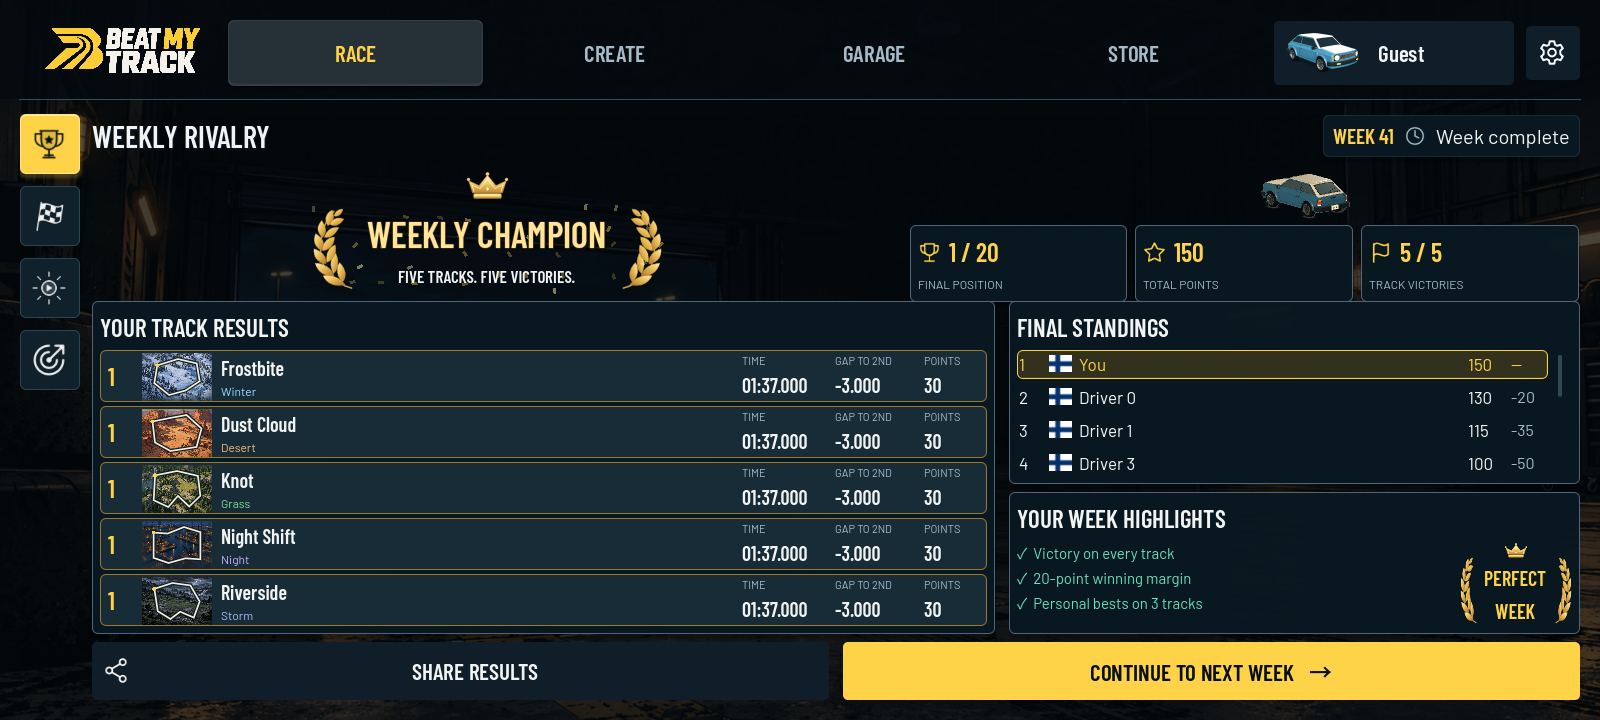 BEAT MY
TRACK
RACE
CREATE
GARAGE
STORE
Guest
WEEKLY RIVALRY
WEEK 41 Week complete
WEEKLY CHAMPION
FIVE TRACKS. FIVE VICTORIES.
1 / 20
FINAL POSITION
150
TOTAL POINTS
5 / 5
TRACK VICTORIES
YOUR TRACK RESULTS
1
Frostbite
Winter
TIME
01:37.000
GAP TO 2ND
-3.000
POINTS
30
1
Dust Cloud
Desert
TIME
01:37.000
GAP TO 2ND
-3.000
POINTS
30
1
Knot
Grass
TIME
01:37.000
GAP TO 2ND
-3.000
POINTS
30
1
Night Shift
Night
TIME
01:37.000
GAP TO 2ND
-3.000
POINTS
30
1
Riverside
Storm
TIME
01:37.000
GAP TO 2ND
-3.000
POINTS
30
FINAL STANDINGS
1 You 150 –
2 Driver 0 130 -20
3 Driver 1 115 -35
4 Driver 3 100 -50
YOUR WEEK HIGHLIGHTS
✓ Victory on every track
✓ 20-point winning margin
✓ Personal bests on 3 tracks
PERFECT
WEEK
SHARE RESULTS
CONTINUE TO NEXT WEEK →